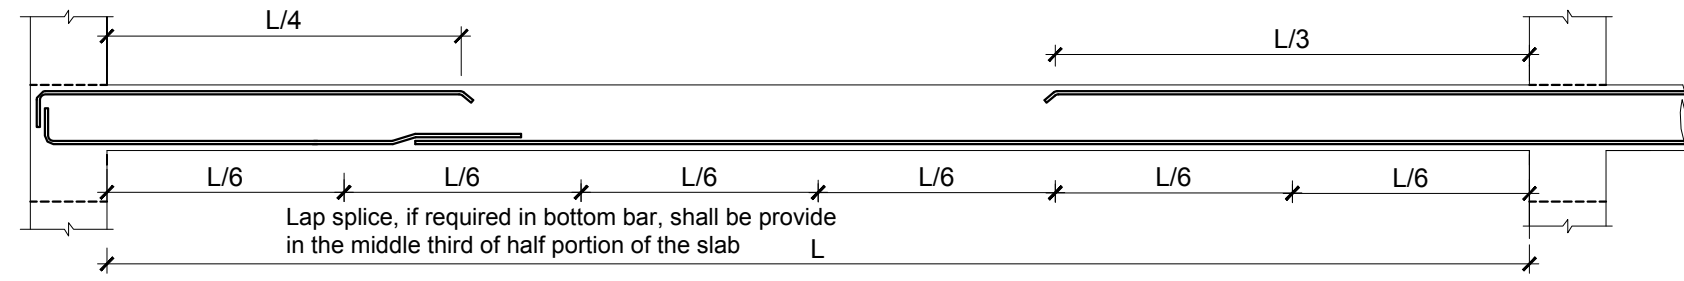 L/4
L/3
L/6 L/6 L/6 L/6 L/6 L/6
Lap splice, if required in bottom bar, shall be provide
in the middle third of half portion of the slab
L